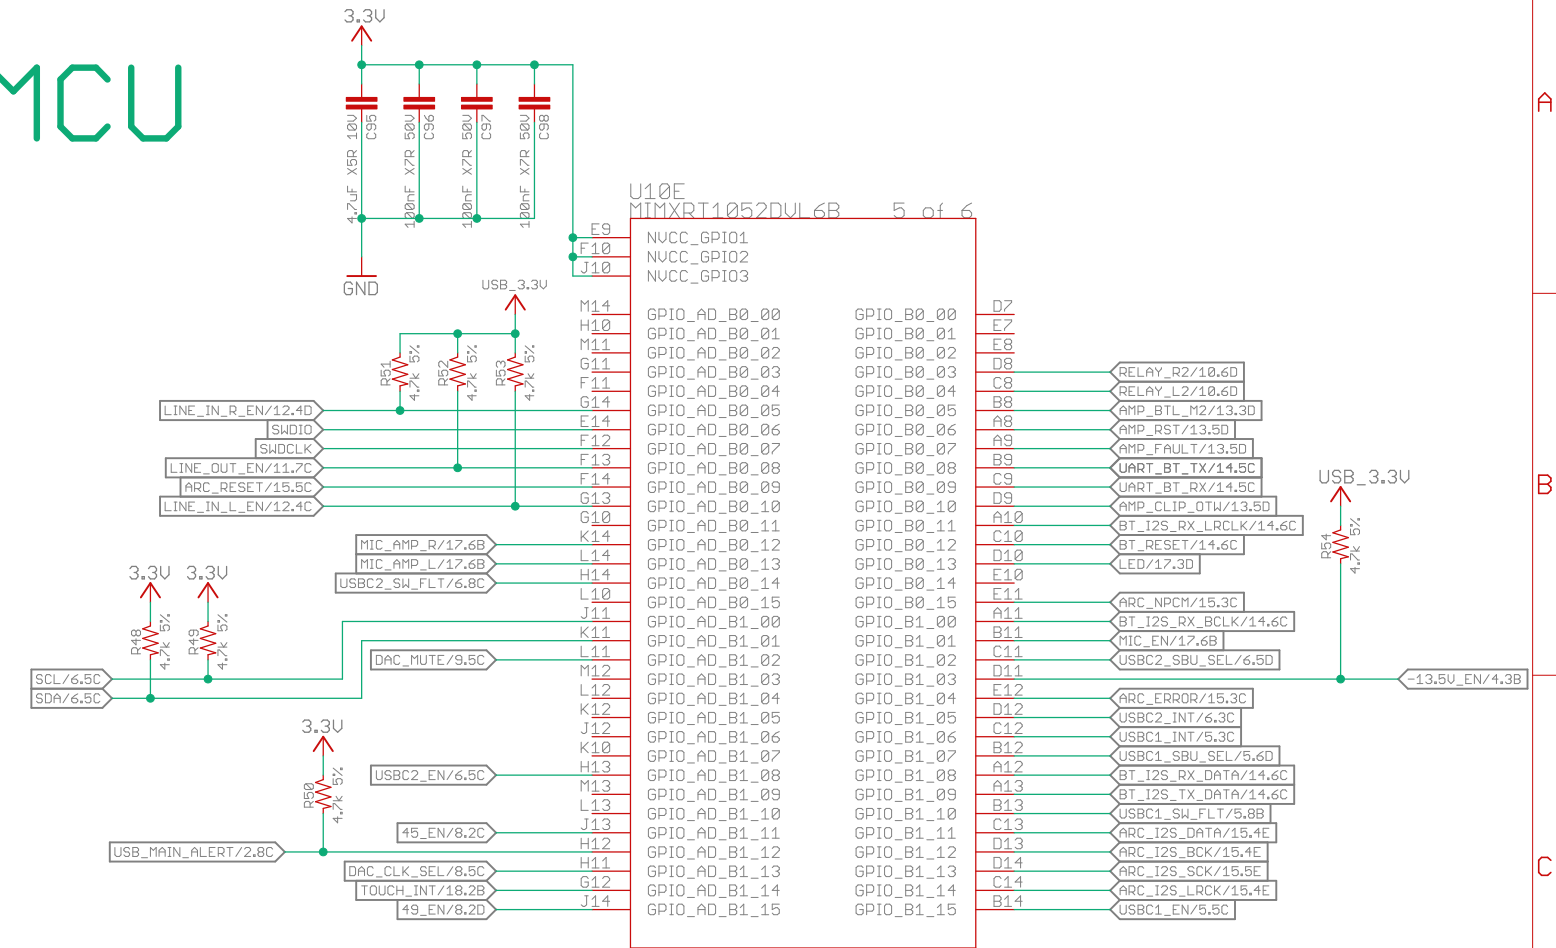 MCU
3.3V
4.7uF X5R 10V
C95
100nF X7R 50V
C96
100nF X7R 50V
C97
100nF X7R 50V
C98
GND
U10E
MIMXRT1052DVL6B 5 of 6
E9 NVCC_GPIO1
F10 NVCC_GPIO2
J10 NVCC_GPIO3
USB_3.3V
R51
4.7k 5%
R52
4.7k 5%
R53
4.7k 5%
M14 GPIO_AD_B0_00 GPIO_B0_00 D7
H10 GPIO_AD_B0_01 GPIO_B0_01 E7
M11 GPIO_AD_B0_02 GPIO_B0_02 E8
G11 GPIO_AD_B0_03 GPIO_B0_03 D8 RELAY_R2/10.6D
F11 GPIO_AD_B0_04 GPIO_B0_04 C8 RELAY_L2/10.6D
LINE_IN_R_EN/12.4D G14 GPIO_AD_B0_05 GPIO_B0_05 B8 AMP_BTL_M2/13.3D
SWDIO E14 GPIO_AD_B0_06 GPIO_B0_06 A8 AMP_RST/13.5D
SWDCLK F12 GPIO_AD_B0_07 GPIO_B0_07 A9 AMP_FAULT/13.5D
LINE_OUT_EN/11.7C F13 GPIO_AD_B0_08 GPIO_B0_08 B9 UART_BT_TX/14.5C
ARC_RESET/15.5C F14 GPIO_AD_B0_09 GPIO_B0_09 C9 UART_BT_RX/14.5C
LINE_IN_L_EN/12.4C G13 GPIO_AD_B0_10 GPIO_B0_10 D9 AMP_CLIP_OTW/13.5D
G10 GPIO_AD_B0_11 GPIO_B0_11 A10 BT_I2S_RX_LRCLK/14.6C
MIC_AMP_R/17.6B K14 GPIO_AD_B0_12 GPIO_B0_12 C10 BT_RESET/14.6C
MIC_AMP_L/17.6B L14 GPIO_AD_B0_13 GPIO_B0_13 D10 LED/17.3D
USBC2_SW_FLT/6.8C H14 GPIO_AD_B0_14 GPIO_B0_14 E10
L10 GPIO_AD_B0_15 GPIO_B0_15 E11 ARC_NPCM/15.3C
J11 GPIO_AD_B1_00 GPIO_B1_00 A11 BT_I2S_RX_BCLK/14.6C
K11 GPIO_AD_B1_01 GPIO_B1_01 B11 MIC_EN/17.6B
DAC_MUTE/9.5C L11 GPIO_AD_B1_02 GPIO_B1_02 C11 USBC2_SBU_SEL/6.5D
M12 GPIO_AD_B1_03 GPIO_B1_03 D11 -13.5V_EN/4.3B
L12 GPIO_AD_B1_04 GPIO_B1_04 E12 ARC_ERROR/15.3C
K12 GPIO_AD_B1_05 GPIO_B1_05 D12 USBC2_INT/6.3C
J12 GPIO_AD_B1_06 GPIO_B1_06 C12 USBC1_INT/5.3C
K10 GPIO_AD_B1_07 GPIO_B1_07 B12 USBC1_SBU_SEL/5.6D
USBC2_EN/6.5C H13 GPIO_AD_B1_08 GPIO_B1_08 A12 BT_I2S_RX_DATA/14.6C
M13 GPIO_AD_B1_09 GPIO_B1_09 A13 BT_I2S_TX_DATA/14.6C
L13 GPIO_AD_B1_10 GPIO_B1_10 B13 USBC1_SW_FLT/5.8B
45_EN/8.2C J13 GPIO_AD_B1_11 GPIO_B1_11 C13 ARC_I2S_DATA/15.4E
USB_MAIN_ALERT/2.8C H12 GPIO_AD_B1_12 GPIO_B1_12 D13 ARC_I2S_BCK/15.4E
DAC_CLK_SEL/8.5C H11 GPIO_AD_B1_13 GPIO_B1_13 D14 ARC_I2S_SCK/15.5E
TOUCH_INT/18.2B G12 GPIO_AD_B1_14 GPIO_B1_14 C14 ARC_I2S_LRCK/15.4E
49_EN/8.2D J14 GPIO_AD_B1_15 GPIO_B1_15 B14 USBC1_EN/5.5C
3.3V
3.3V
R48
4.7k 5%
R49
4.7k 5%
SCL/6.5C
SDA/6.5C
3.3V
R50
4.7k 5%
USB_3.3V
R54
4.7k 5%
A
B
C